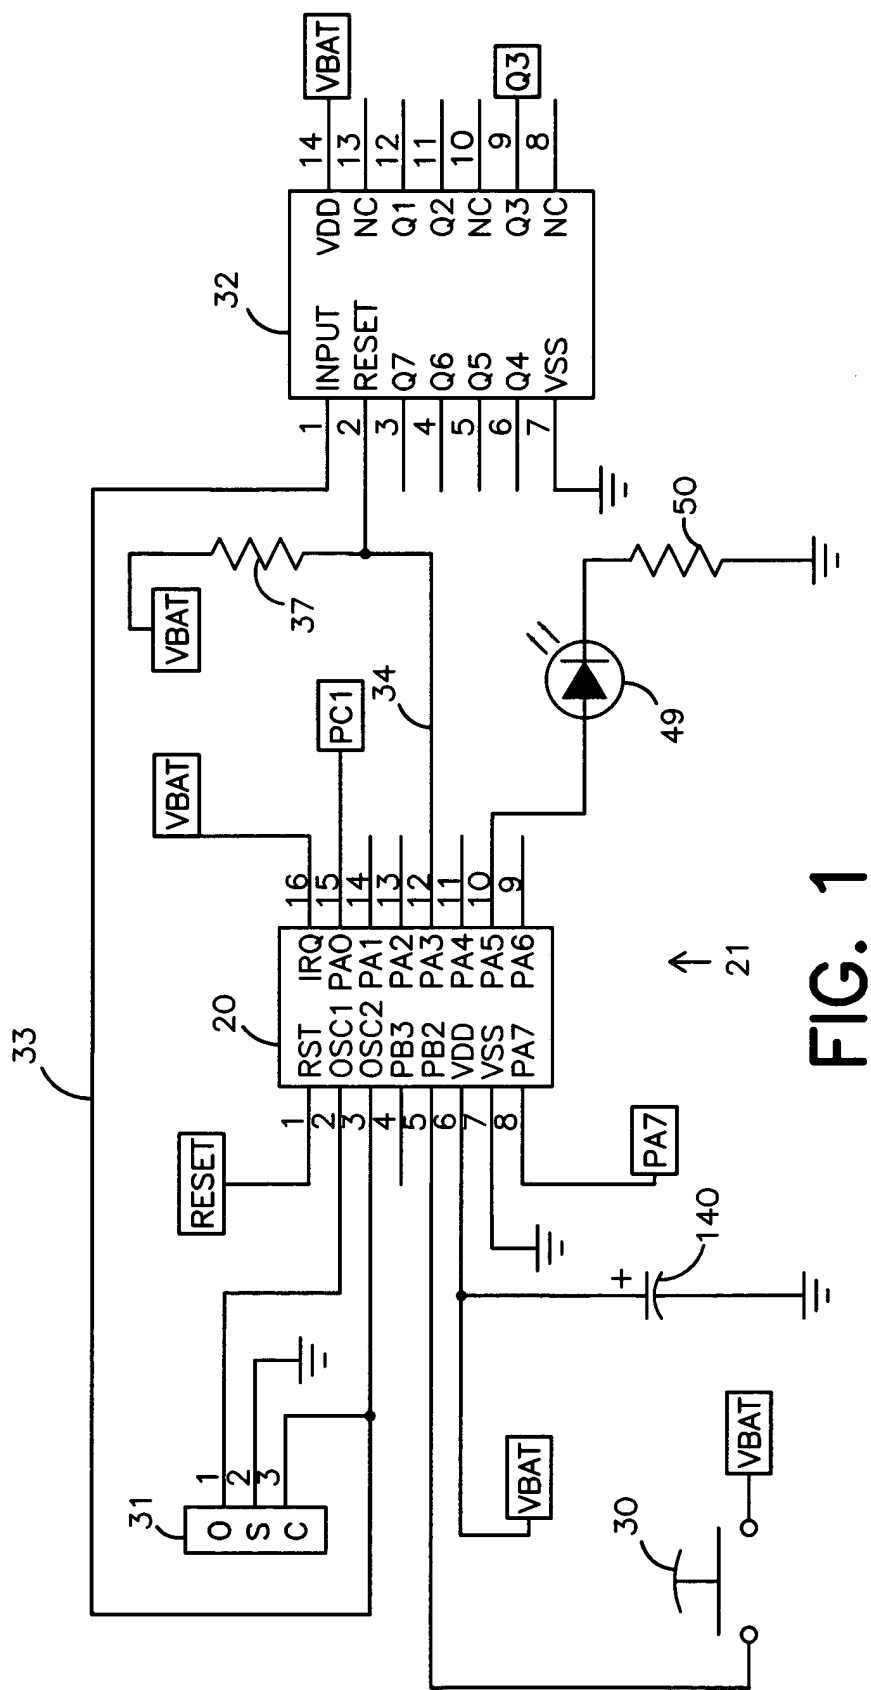 33
31
O
S
C
1
2
3
RESET
VBAT
PC1
VBAT
37
34
20
RST
OSC1
OSC2
PB3
PB2
VDD
VSS
PA7
IRQ
PA0
PA1
PA2
PA3
PA4
PA5
PA6
1
2
3
4
5
6
7
8
16
15
14
13
12
11
10
9
32
INPUT
RESET
Q7
Q6
Q5
Q4
VSS
VDD
NC
Q1
Q2
NC
Q3
NC
1
2
3
4
5
6
7
14
13
12
11
10
9
8
VBAT
Q3
VBAT
30
VBAT
+
140
PA7
49
50
21
FIG. 1